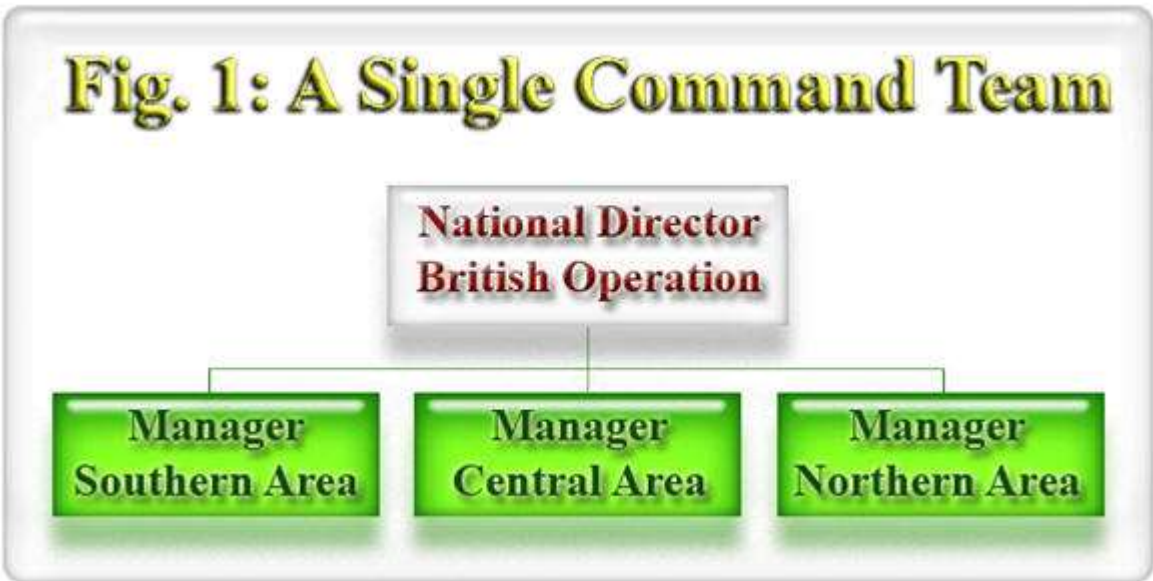 Fig. 1: A Single Command Team
National Director
British Operation
Manager
Southern Area
Manager
Central Area
Manager
Northern Area